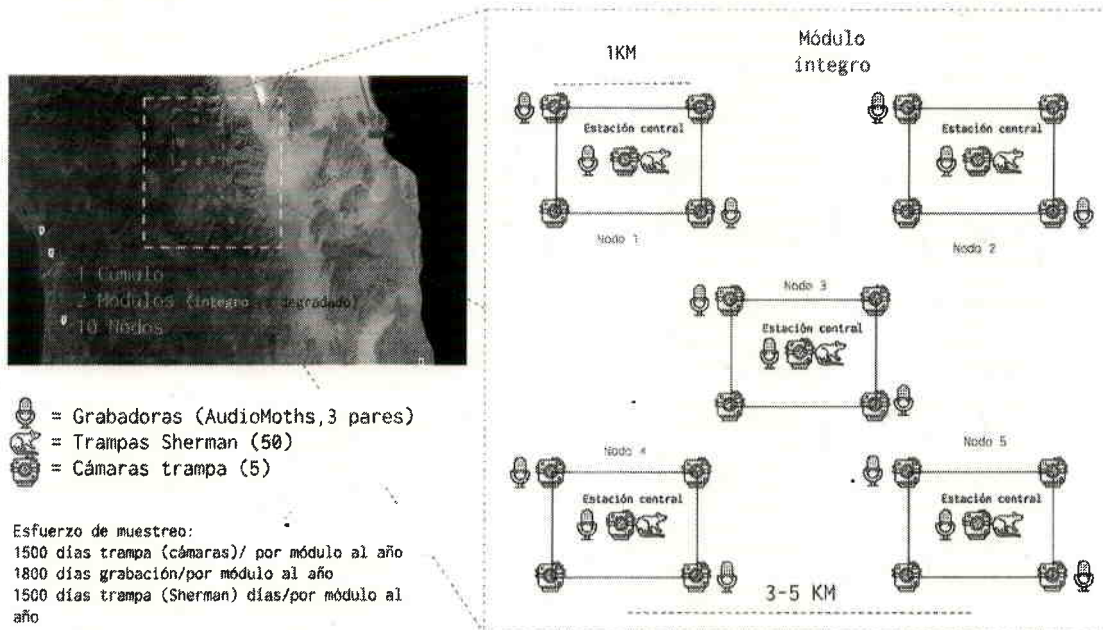 1 Cúmulo
2 Módulos (íntegro vs degradado)
10 Nodos
= Grabadoras (AudioMoths,3 pares)
= Trampas Sherman (50)
= Cámaras trampa (5)
Esfuerzo de muestreo:
1500 días trampa (cámaras)/ por módulo al año
1800 días grabación/por módulo al año
1500 días trampa (Sherman) días/por módulo al
año
1KM
Módulo
íntegro
Estación central
Nodo 1
Estación central
Nodo 2
Nodo 3
Estación central
Nodo 4
Estación central
Nodo 5
Estación central
3-5 KM